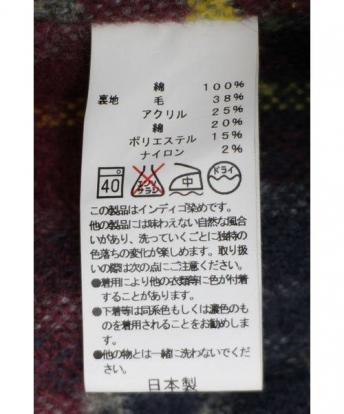 綿 100%
裏地 毛 38%
アクリル 25%
綿 20%
ポリエステル 15%
ナイロン 2%
40 エンソサラシ 中 ドライ
この製品はインディゴ染めです。
他の製品には味わえない自然な風合
いがあり、洗っていくごとに独特の
色落ちの変化が楽しめます。取り扱
いの際は次の点にご注意ください。
●着用により他の衣類等に色が付着
することがあります。
●下着等は同系色もしくは濃色のも
のを着用されることをお勧めしま
す。
●他の物とは一緒に洗わないでくだ
さい。
日本製